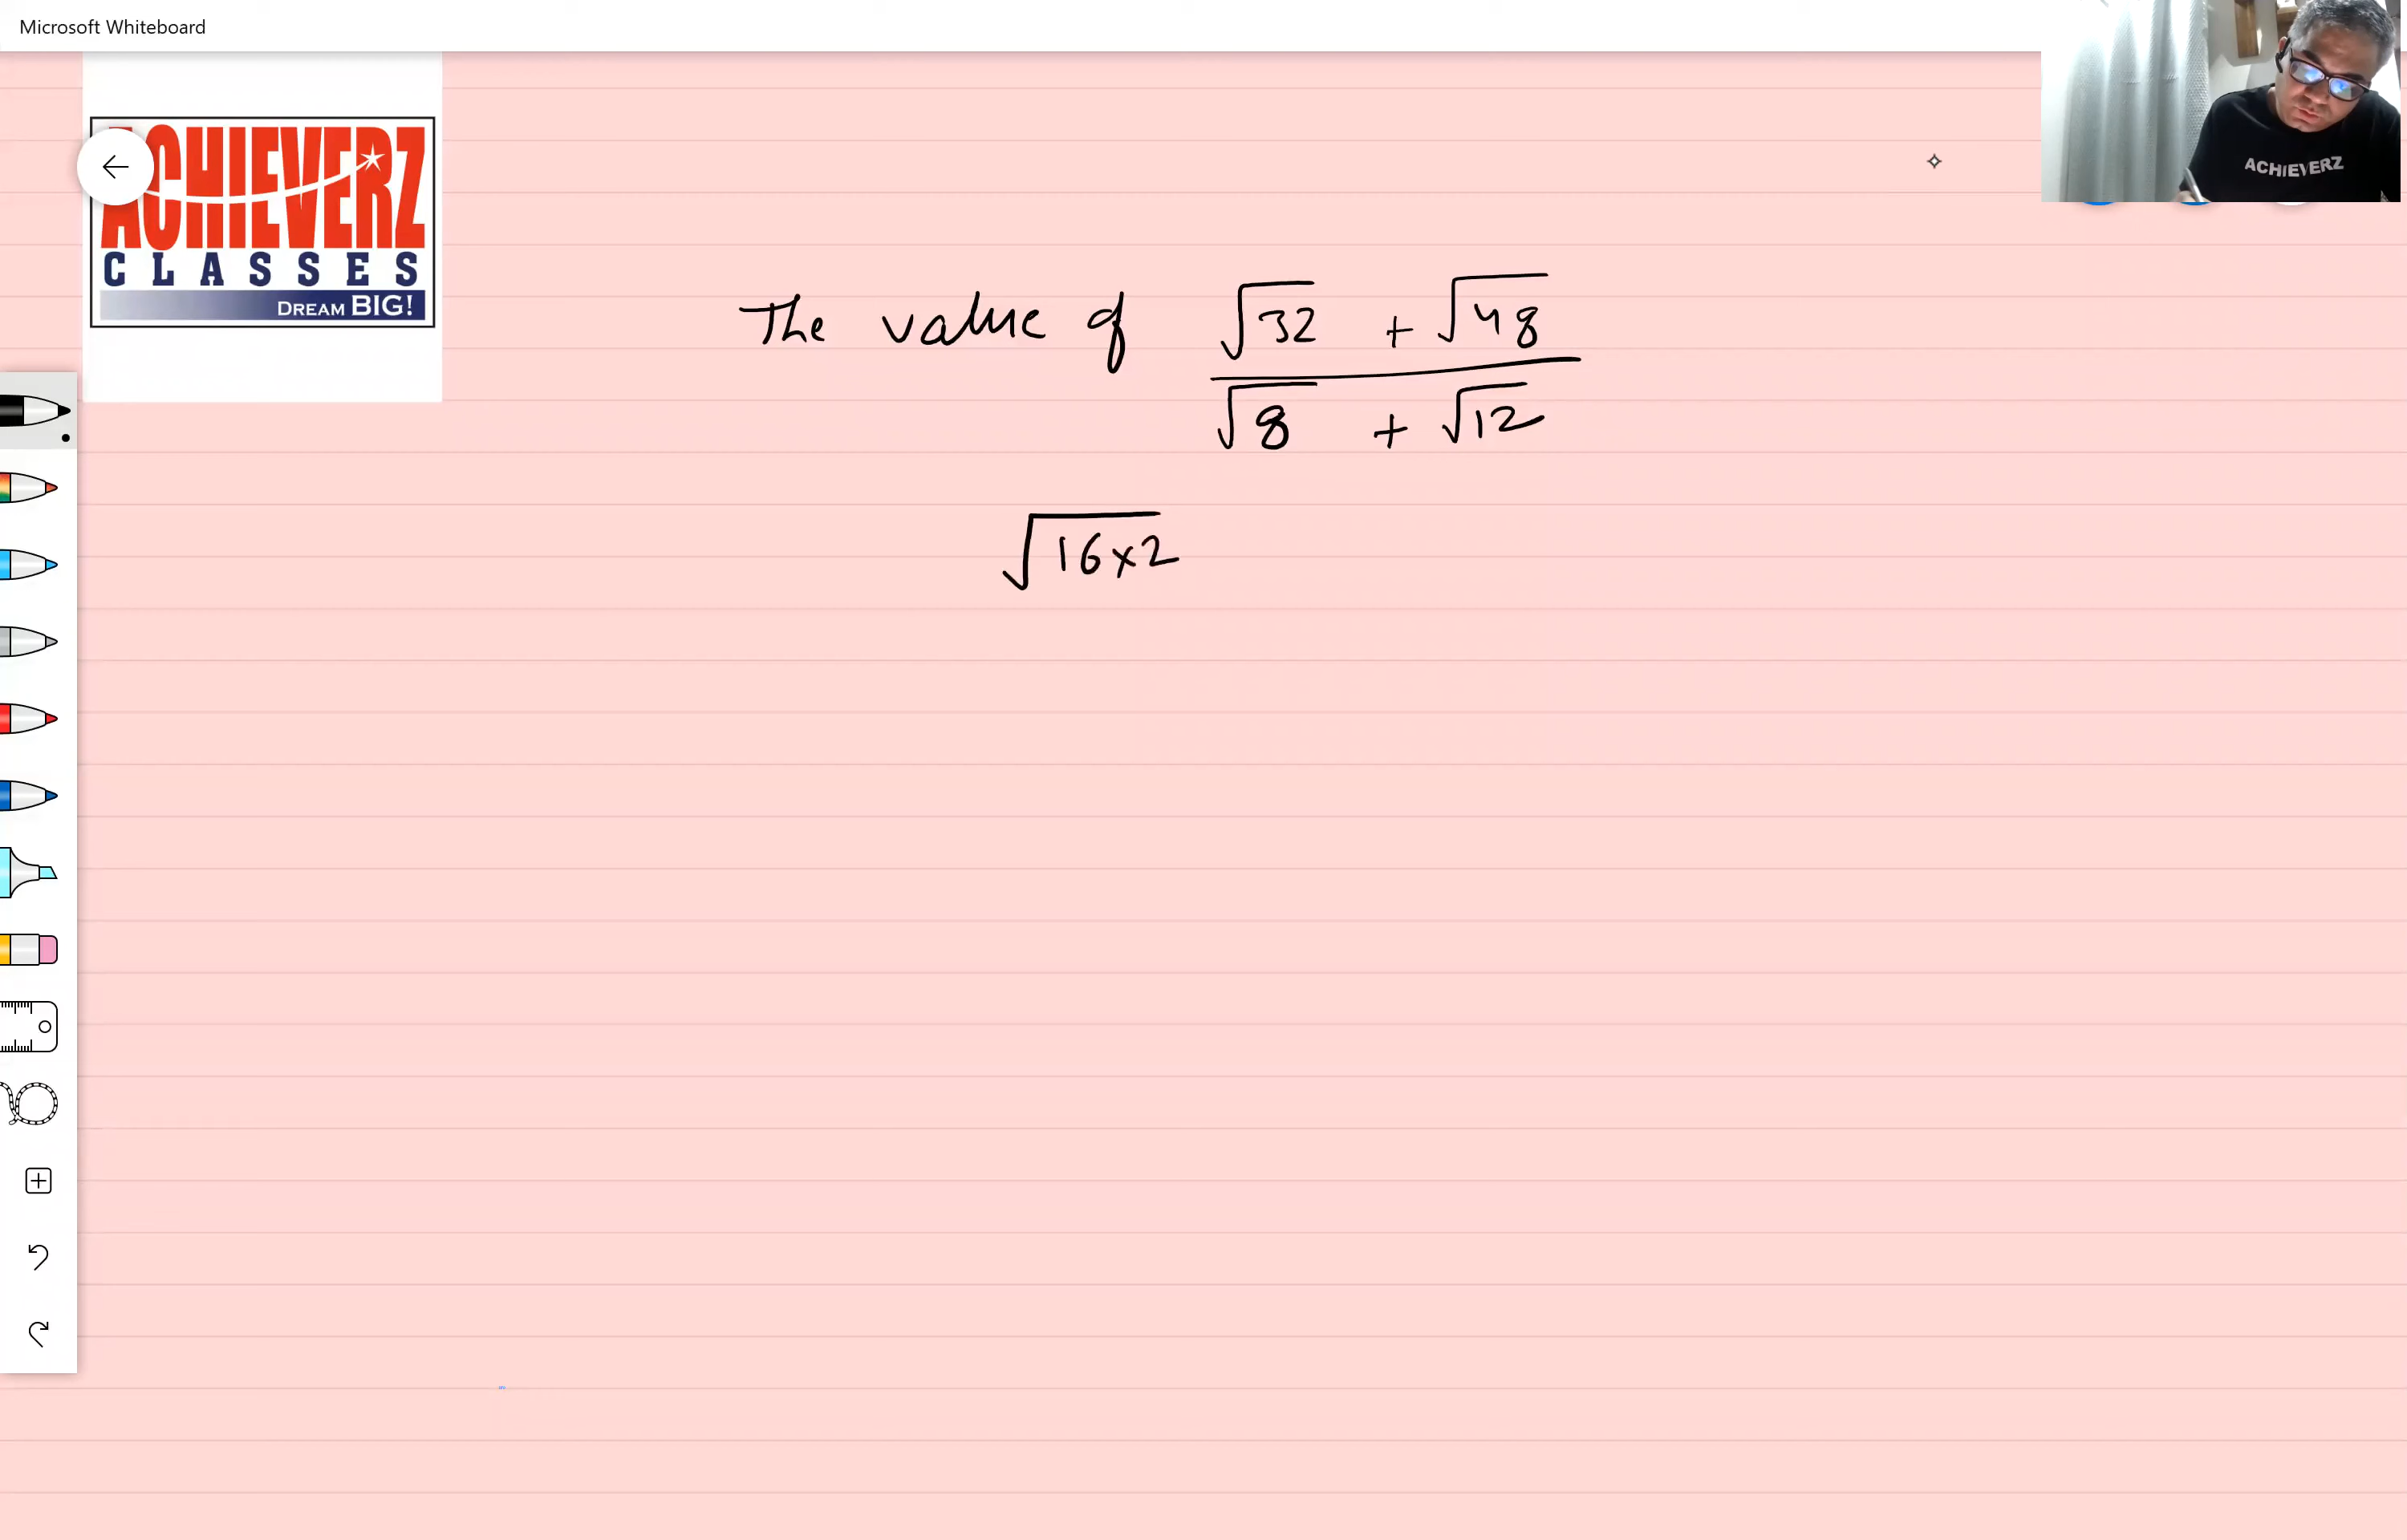 Microsoft Whiteboard
ACHIEVERZ
CLASSES
DREAM BIG!
ACHIEVERZ
The value of (√32 + √48)/(√8 + √12)
√16×2